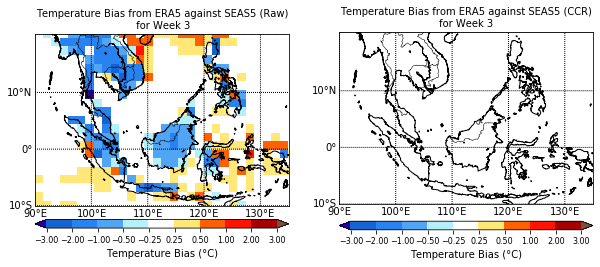 Temperature Bias from ERA5 against SEAS5 (Raw)
for Week 3
10°N
0°
10°S
90°E 100°E 110°E 120°E 130°E
−3.00 −2.00 −1.00 −0.50 −0.25 0.25 0.50 1.00 2.00 3.00
Temperature Bias (°C)
Temperature Bias from ERA5 against SEAS5 (CCR)
for Week 3
10°N
0°
10°S
90°E 100°E 110°E 120°E 130°E
−3.00 −2.00 −1.00 −0.50 −0.25 0.25 0.50 1.00 2.00 3.00
Temperature Bias (°C)